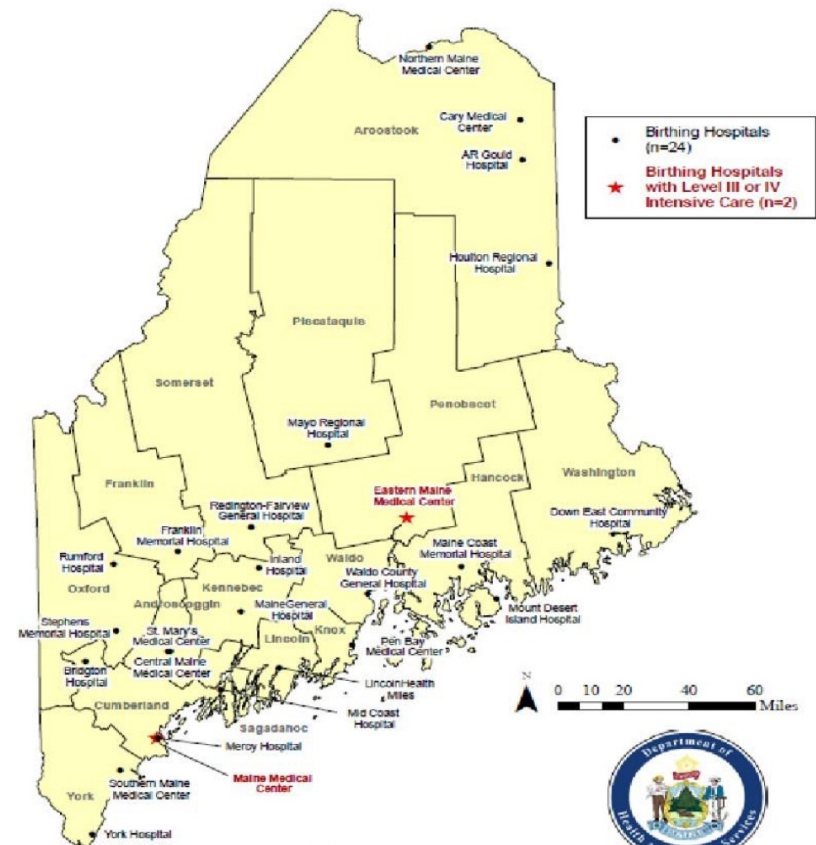 Northern Maine
Medical Center
Cary Medical
Center
Aroostook
AR Gould
Hospital
Birthing Hospitals
(n=24)
Birthing Hospitals
with Level III or IV
Intensive Care (n=2)
Houlton Regional
Hospital
Piscataquis
Somerset
Penobscot
Mayo Regional
Hospital
Franklin
Hancock
Washington
Eastern Maine
Medical Center
Redington-Fairview
General Hospital
Down East Community
Hospital
Franklin
Memorial Hospital
Maine Coast
Memorial Hospital
Rumford
Hospital
Inland
Hospital
Waldo
Waldo County
General Hospital
Oxford
Kennebec
Androscoggin
MaineGeneral
Hospital
Mount Desert
Island Hospital
Stephens
Memorial Hospital
St. Mary's
Medical Center
Lincoln
Knox
Pen Bay
Medical Center
Central Maine
Medical Center
Bridgton
Hospital
LincolnHealth
Miles
Mid Coast
Hospital
Cumberland
Sagadahoc
N
0 10 20 40 60
Miles
Mercy Hospital
Maine Medical
Center
Southern Maine
Medical Center
York
York Hospital
Department of